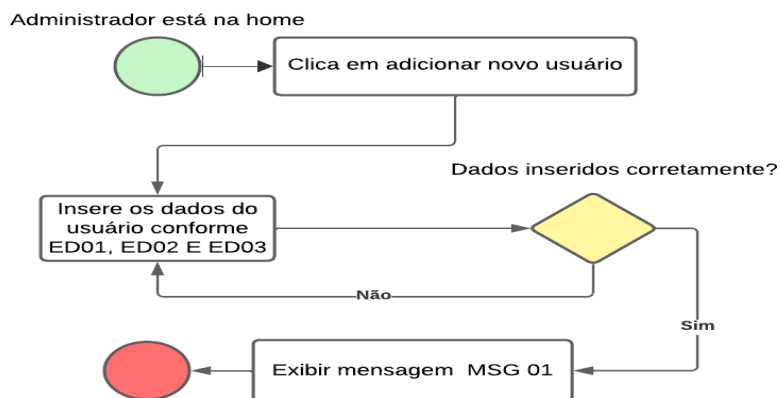 Administrador está na home
Clica em adicionar novo usuário
Dados inseridos corretamente?
Insere os dados do
usuário conforme
ED01, ED02 E ED03
Não
Sim
Exibir mensagem  MSG 01